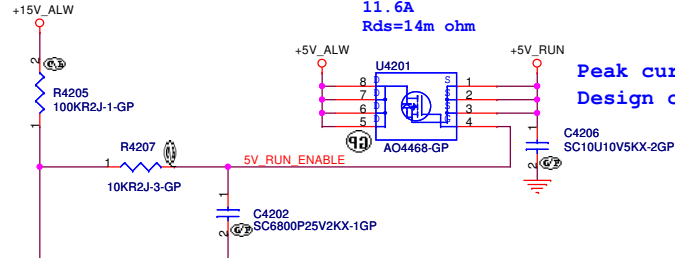 +15V_ALW
11.6A
Rds=14m ohm
+5V_ALW
U4201
+5V_RUN
2
R4205
100KR2J-1-GP
1
8 D S 1
7 D S 2
6 D S 3
5 D G 4
AO4468-GP
Peak cur
Design c
1
C4206
SC10U10V5KX-2GP
2
R4207
1
10KR2J-3-GP
5V_RUN_ENABLE
1
C4202
SC6800P25V2KX-1GP
2